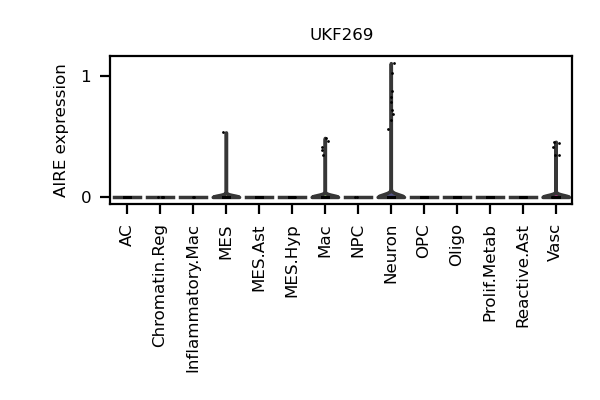 UKF269
AIRE expression
1
0
AC
Chromatin.Reg
Inflammatory.Mac
MES
MES.Ast
MES.Hyp
Mac
NPC
Neuron
OPC
Oligo
Prolif.Metab
Reactive.Ast
Vasc